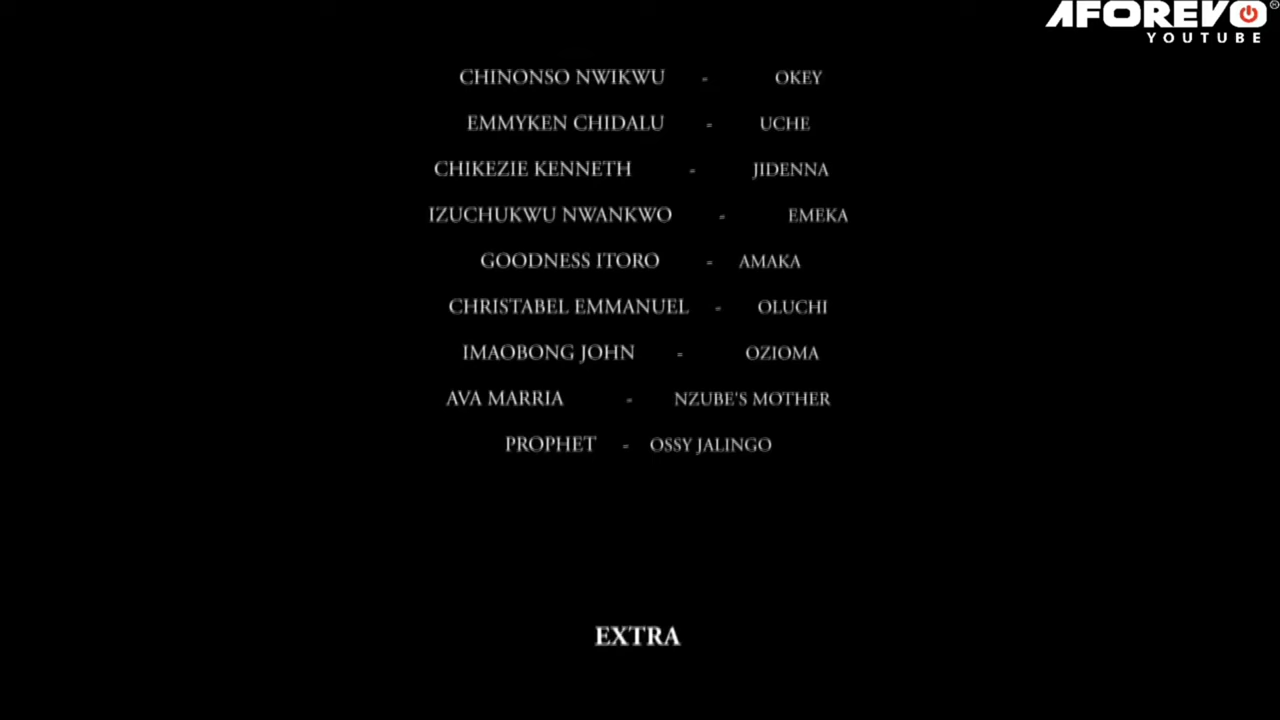 AFOREVO
YOUTUBE
CHINONSO NWIKWU = OKEY
EMMYKEN CHIDALU = UCHE
CHIKEZIE KENNETH = JIDENNA
IZUCHUKWU NWANKWO = EMEKA
GOODNESS ITORO = AMAKA
CHRISTABEL EMMANUEL = OLUCHI
IMAOBONG JOHN = OZIOMA
AVA MARRIA = NZUBE'S MOTHER
PROPHET = OSSY JALINGO
EXTRA